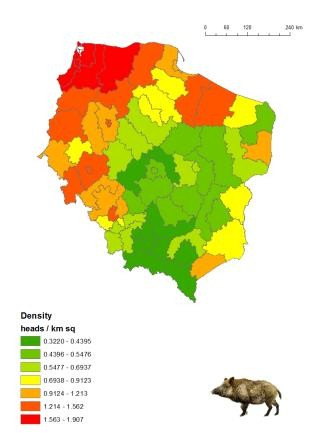 0 60 120 240 km
Density
heads / km sq
0.3220 - 0.4395
0.4396 - 0.5476
0.5477 - 0.6937
0.6938 - 0.9123
0.9124 - 1.213
1.214 - 1.562
1.563 - 1.907